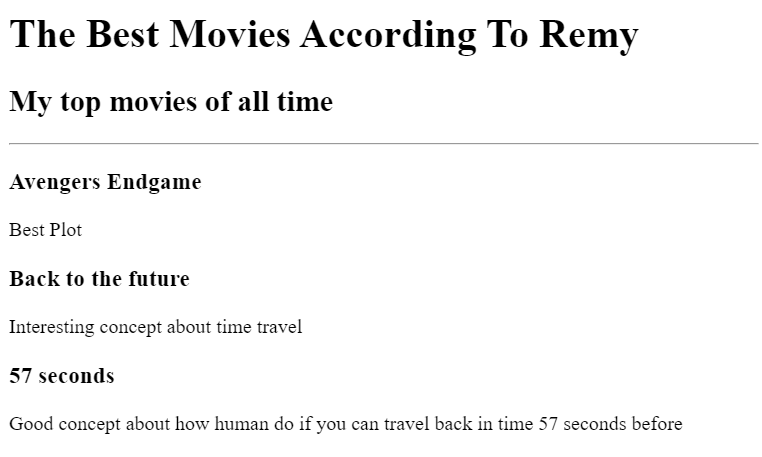 The Best Movies According To Remy
My top movies of all time
Avengers Endgame
Best Plot
Back to the future
Interesting concept about time travel
57 seconds
Good concept about how human do if you can travel back in time 57 seconds before